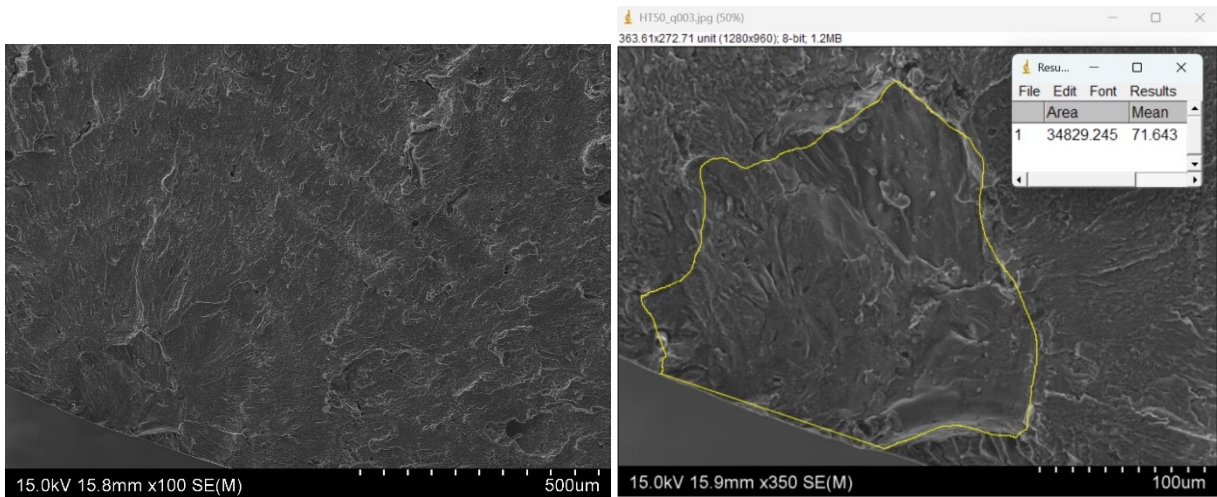 15.0kV 15.8mm x100 SE(M)
500um
HT50_q003.jpg (50%)
363.61x272.71 unit (1280x960); 8-bit; 1.2MB
Resu...
File Edit Font Results
Area Mean
1 34829.245 71.643
15.0kV 15.9mm x350 SE(M)
100um